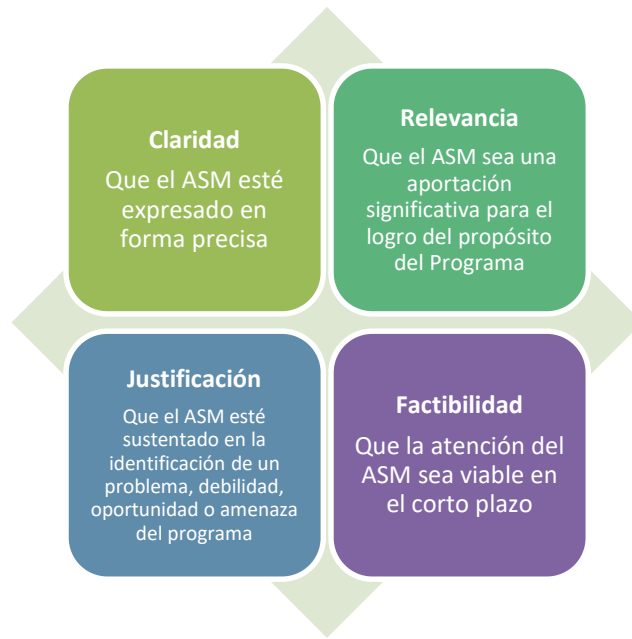 Claridad
Que el ASM esté
expresado en
forma precisa
Relevancia
Que el ASM sea una
aportación
significativa para el
logro del propósito
del Programa
Justificación
Que el ASM esté
sustentado en la
identificación de un
problema, debilidad,
oportunidad o amenaza
del programa
Factibilidad
Que la atención del
ASM sea viable en
el corto plazo